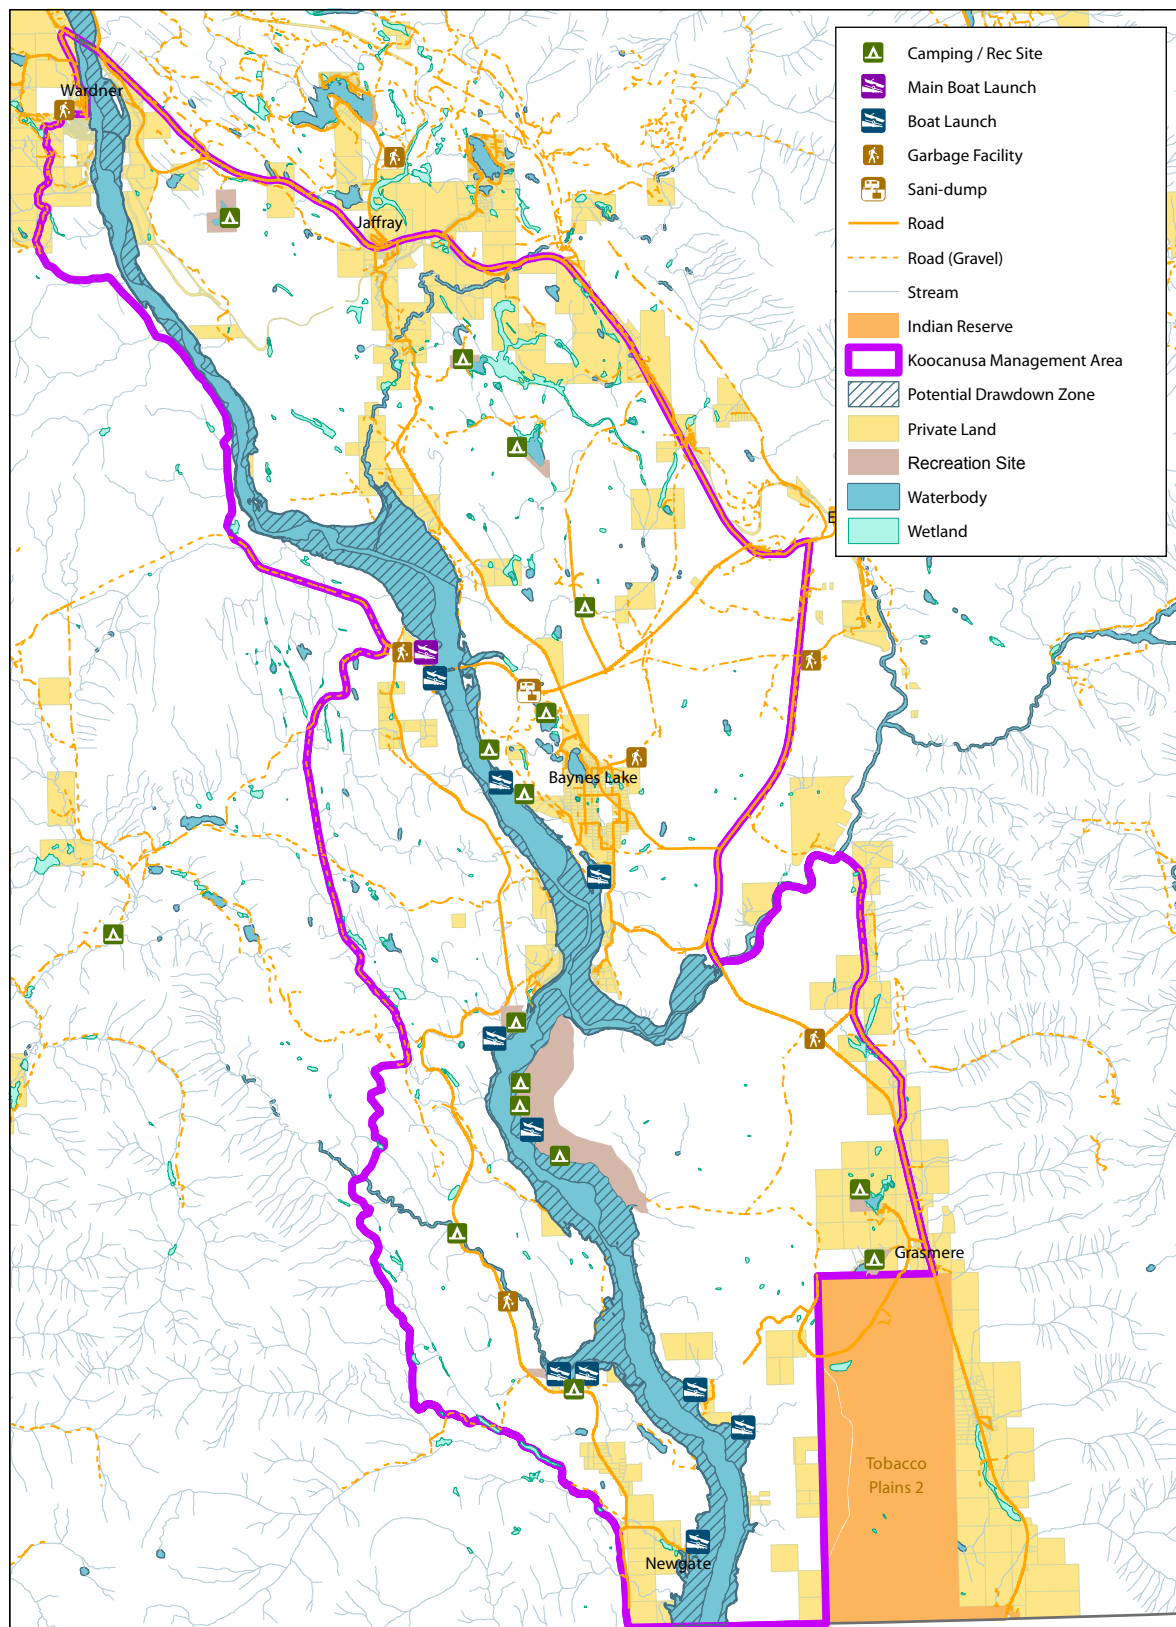 Camping / Rec Site
Main Boat Launch
Boat Launch
Garbage Facility
Sani-dump
Road
Road (Gravel)
Stream
Indian Reserve
Koocanusa Management Area
Potential Drawdown Zone
Private Land
Recreation Site
Waterbody
Wetland
Wardner
Jaffray
E
Baynes Lake
Grasmere
Tobacco
Plains 2
Newgate